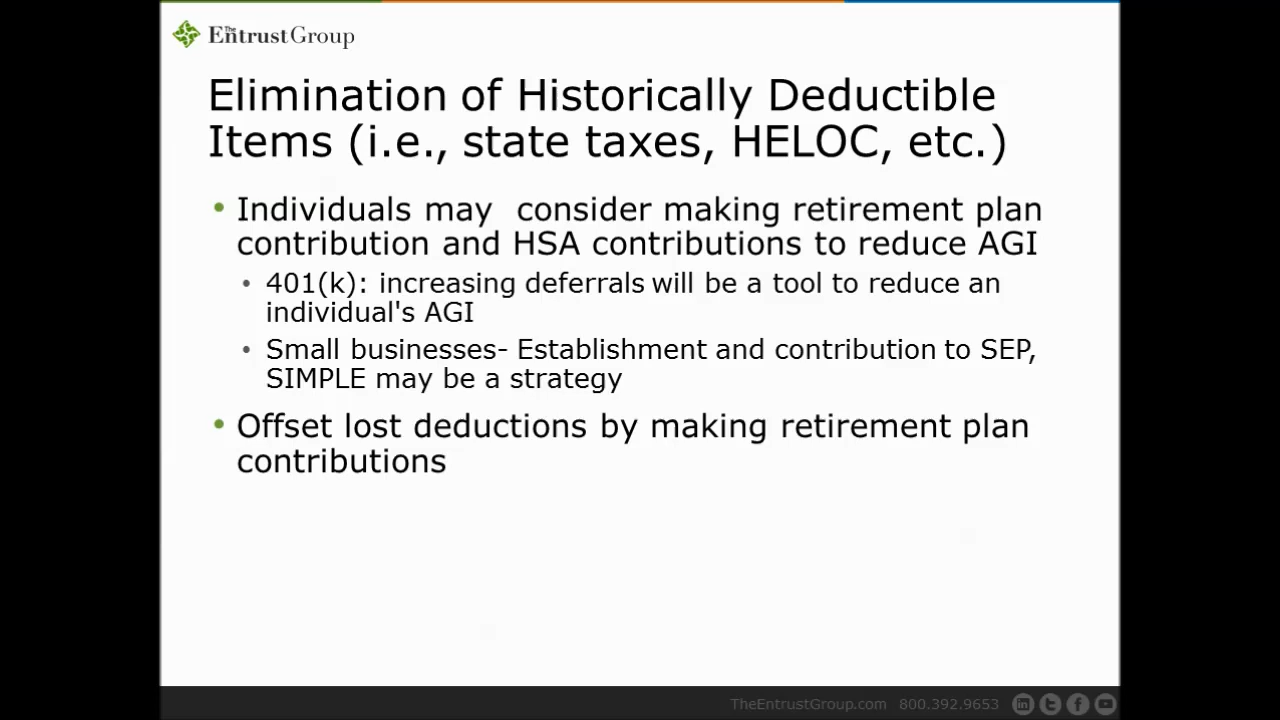 The EntrustGroup
Elimination of Historically Deductible
Items (i.e., state taxes, HELOC, etc.)
• Individuals may  consider making retirement plan
contribution and HSA contributions to reduce AGI
• 401(k): increasing deferrals will be a tool to reduce an
individual's AGI
• Small businesses- Establishment and contribution to SEP,
SIMPLE may be a strategy
• Offset lost deductions by making retirement plan
contributions
TheEntrustGroup.com 800.392.9653